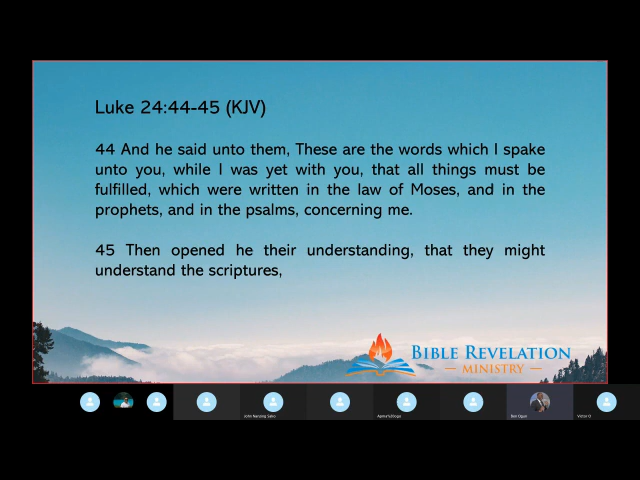 Luke 24:44-45 (KJV)
44 And he said unto them, These are the words which I spake
unto you, while I was yet with you, that all things must be
fulfilled, which were written in the law of Moses, and in the
prophets, and in the psalms, concerning me.
45 Then opened he their understanding, that they might
understand the scriptures,
BIBLE REVELATION
MINISTRY
Victor O